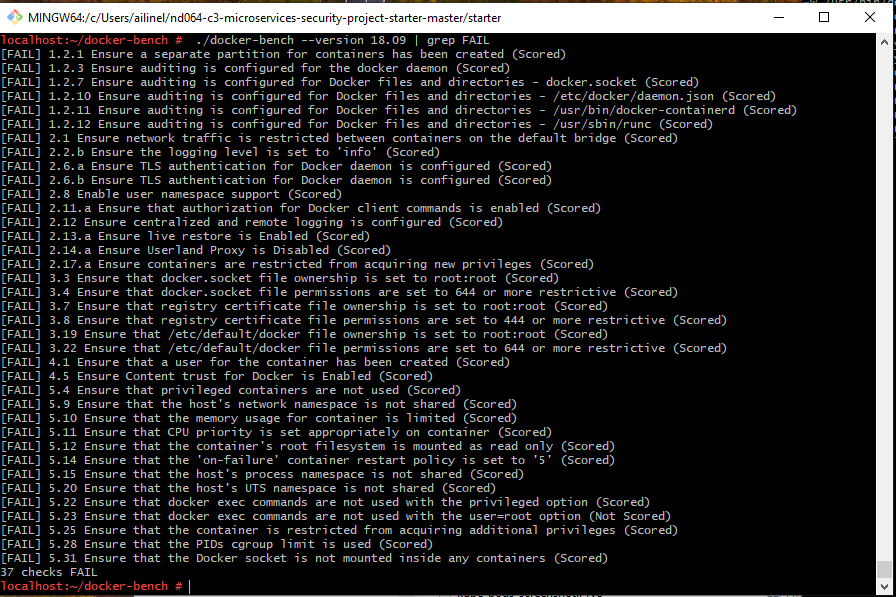 MINGW64:/c/Users/ailinel/nd064-c3-microservices-security-project-starter-master/starter
localhost:~/docker-bench #  ./docker-bench --version 18.09 | grep FAIL
[FAIL] 1.2.1 Ensure a separate partition for containers has been created (Scored)
[FAIL] 1.2.3 Ensure auditing is configured for the docker daemon (Scored)
[FAIL] 1.2.7 Ensure auditing is configured for Docker files and directories - docker.socket (Scored)
[FAIL] 1.2.10 Ensure auditing is configured for Docker files and directories - /etc/docker/daemon.json (Scored)
[FAIL] 1.2.11 Ensure auditing is configured for Docker files and directories - /usr/bin/docker-containerd (Scored)
[FAIL] 1.2.12 Ensure auditing is configured for Docker files and directories - /usr/sbin/runc (Scored)
[FAIL] 2.1 Ensure network traffic is restricted between containers on the default bridge (Scored)
[FAIL] 2.2.b Ensure the logging level is set to 'info' (Scored)
[FAIL] 2.6.a Ensure TLS authentication for Docker daemon is configured (Scored)
[FAIL] 2.6.b Ensure TLS authentication for Docker daemon is configured (Scored)
[FAIL] 2.8 Enable user namespace support (Scored)
[FAIL] 2.11.a Ensure that authorization for Docker client commands is enabled (Scored)
[FAIL] 2.12 Ensure centralized and remote logging is configured (Scored)
[FAIL] 2.13.a Ensure live restore is Enabled (Scored)
[FAIL] 2.14.a Ensure Userland Proxy is Disabled (Scored)
[FAIL] 2.17.a Ensure containers are restricted from acquiring new privileges (Scored)
[FAIL] 3.3 Ensure that docker.socket file ownership is set to root:root (Scored)
[FAIL] 3.4 Ensure that docker.socket file permissions are set to 644 or more restrictive (Scored)
[FAIL] 3.7 Ensure that registry certificate file ownership is set to root:root (Scored)
[FAIL] 3.8 Ensure that registry certificate file permissions are set to 444 or more restrictive (Scored)
[FAIL] 3.19 Ensure that /etc/default/docker file ownership is set to root:root (Scored)
[FAIL] 3.22 Ensure that /etc/default/docker file permissions are set to 644 or more restrictive (Scored)
[FAIL] 4.1 Ensure that a user for the container has been created (Scored)
[FAIL] 4.5 Ensure Content trust for Docker is Enabled (Scored)
[FAIL] 5.4 Ensure that privileged containers are not used (Scored)
[FAIL] 5.9 Ensure that the host's network namespace is not shared (Scored)
[FAIL] 5.10 Ensure that the memory usage for container is limited (Scored)
[FAIL] 5.11 Ensure that CPU priority is set appropriately on container (Scored)
[FAIL] 5.12 Ensure that the container's root filesystem is mounted as read only (Scored)
[FAIL] 5.14 Ensure that the 'on-failure' container restart policy is set to '5' (Scored)
[FAIL] 5.15 Ensure that the host's process namespace is not shared (Scored)
[FAIL] 5.20 Ensure that the host's UTS namespace is not shared (Scored)
[FAIL] 5.22 Ensure that docker exec commands are not used with the privileged option (Scored)
[FAIL] 5.23 Ensure that docker exec commands are not used with the user=root option (Not Scored)
[FAIL] 5.25 Ensure that the container is restricted from acquiring additional privileges (Scored)
[FAIL] 5.28 Ensure that the PIDs cgroup limit is used (Scored)
[FAIL] 5.31 Ensure that the Docker socket is not mounted inside any containers (Scored)
37 checks FAIL
localhost:~/docker-bench #